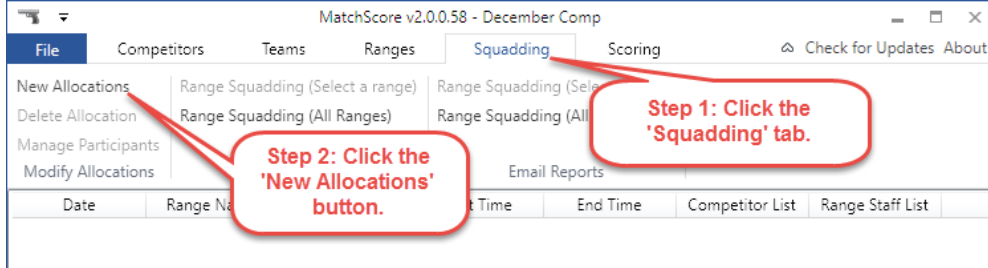 MatchScore v2.0.0.58 - December Comp
File Competitors Teams Ranges Squadding Scoring Check for Updates About
New Allocations Range Squadding (Select a range) Range Squadding
Delete Allocation Range Squadding (All Ranges) Range Squadding (All
Manage Participants
Modify Allocations Email Reports
Step 1: Click the
'Squadding' tab.
Step 2: Click the
'New Allocations'
button.
Date Range Time End Time Competitor List Range Staff List